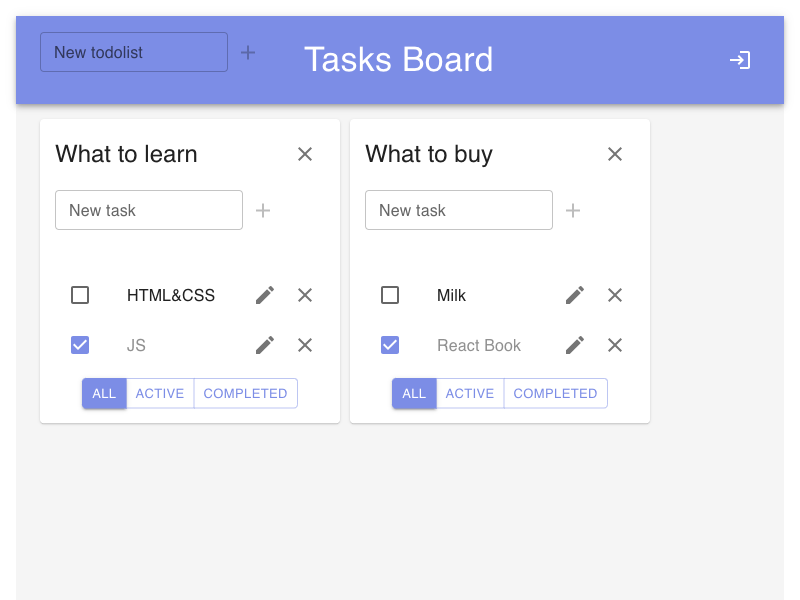 New todolist
Tasks Board
What to learn
New task
HTML&CSS
JS
ALL ACTIVE COMPLETED
What to buy
New task
Milk
React Book
ALL ACTIVE COMPLETED